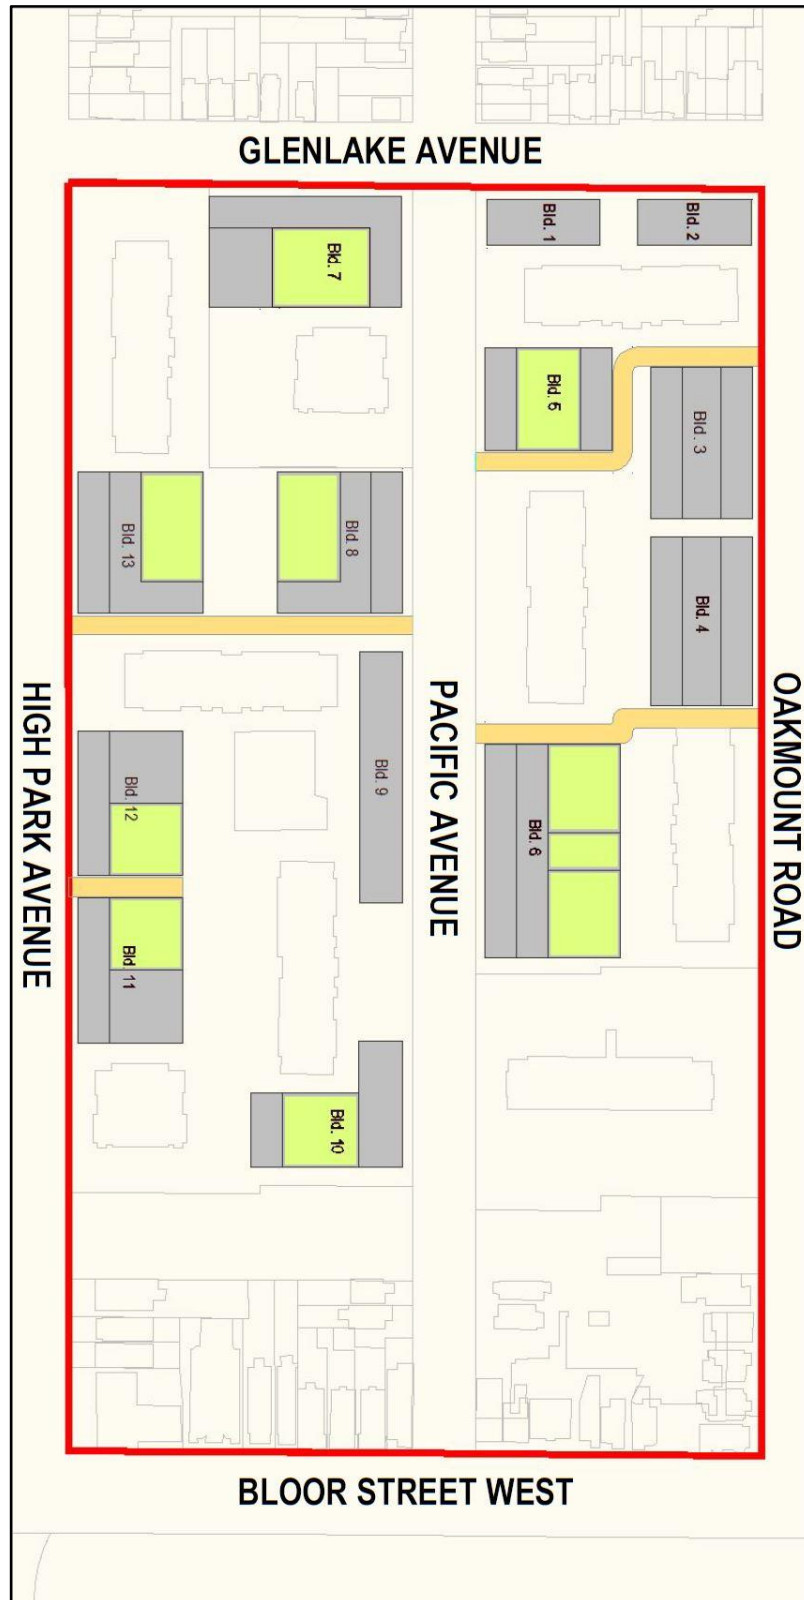 GLENLAKE AVENUE
Bld. 7
Bld. 1
Bld. 2
Bld. 5
Bld. 3
Bld. 13
Bld. 8
Bld. 4
HIGH PARK AVENUE
PACIFIC AVENUE
OAKMOUNT ROAD
Bld. 12
Bld. 9
Bld. 6
Bld. 11
Bld. 10
BLOOR STREET WEST